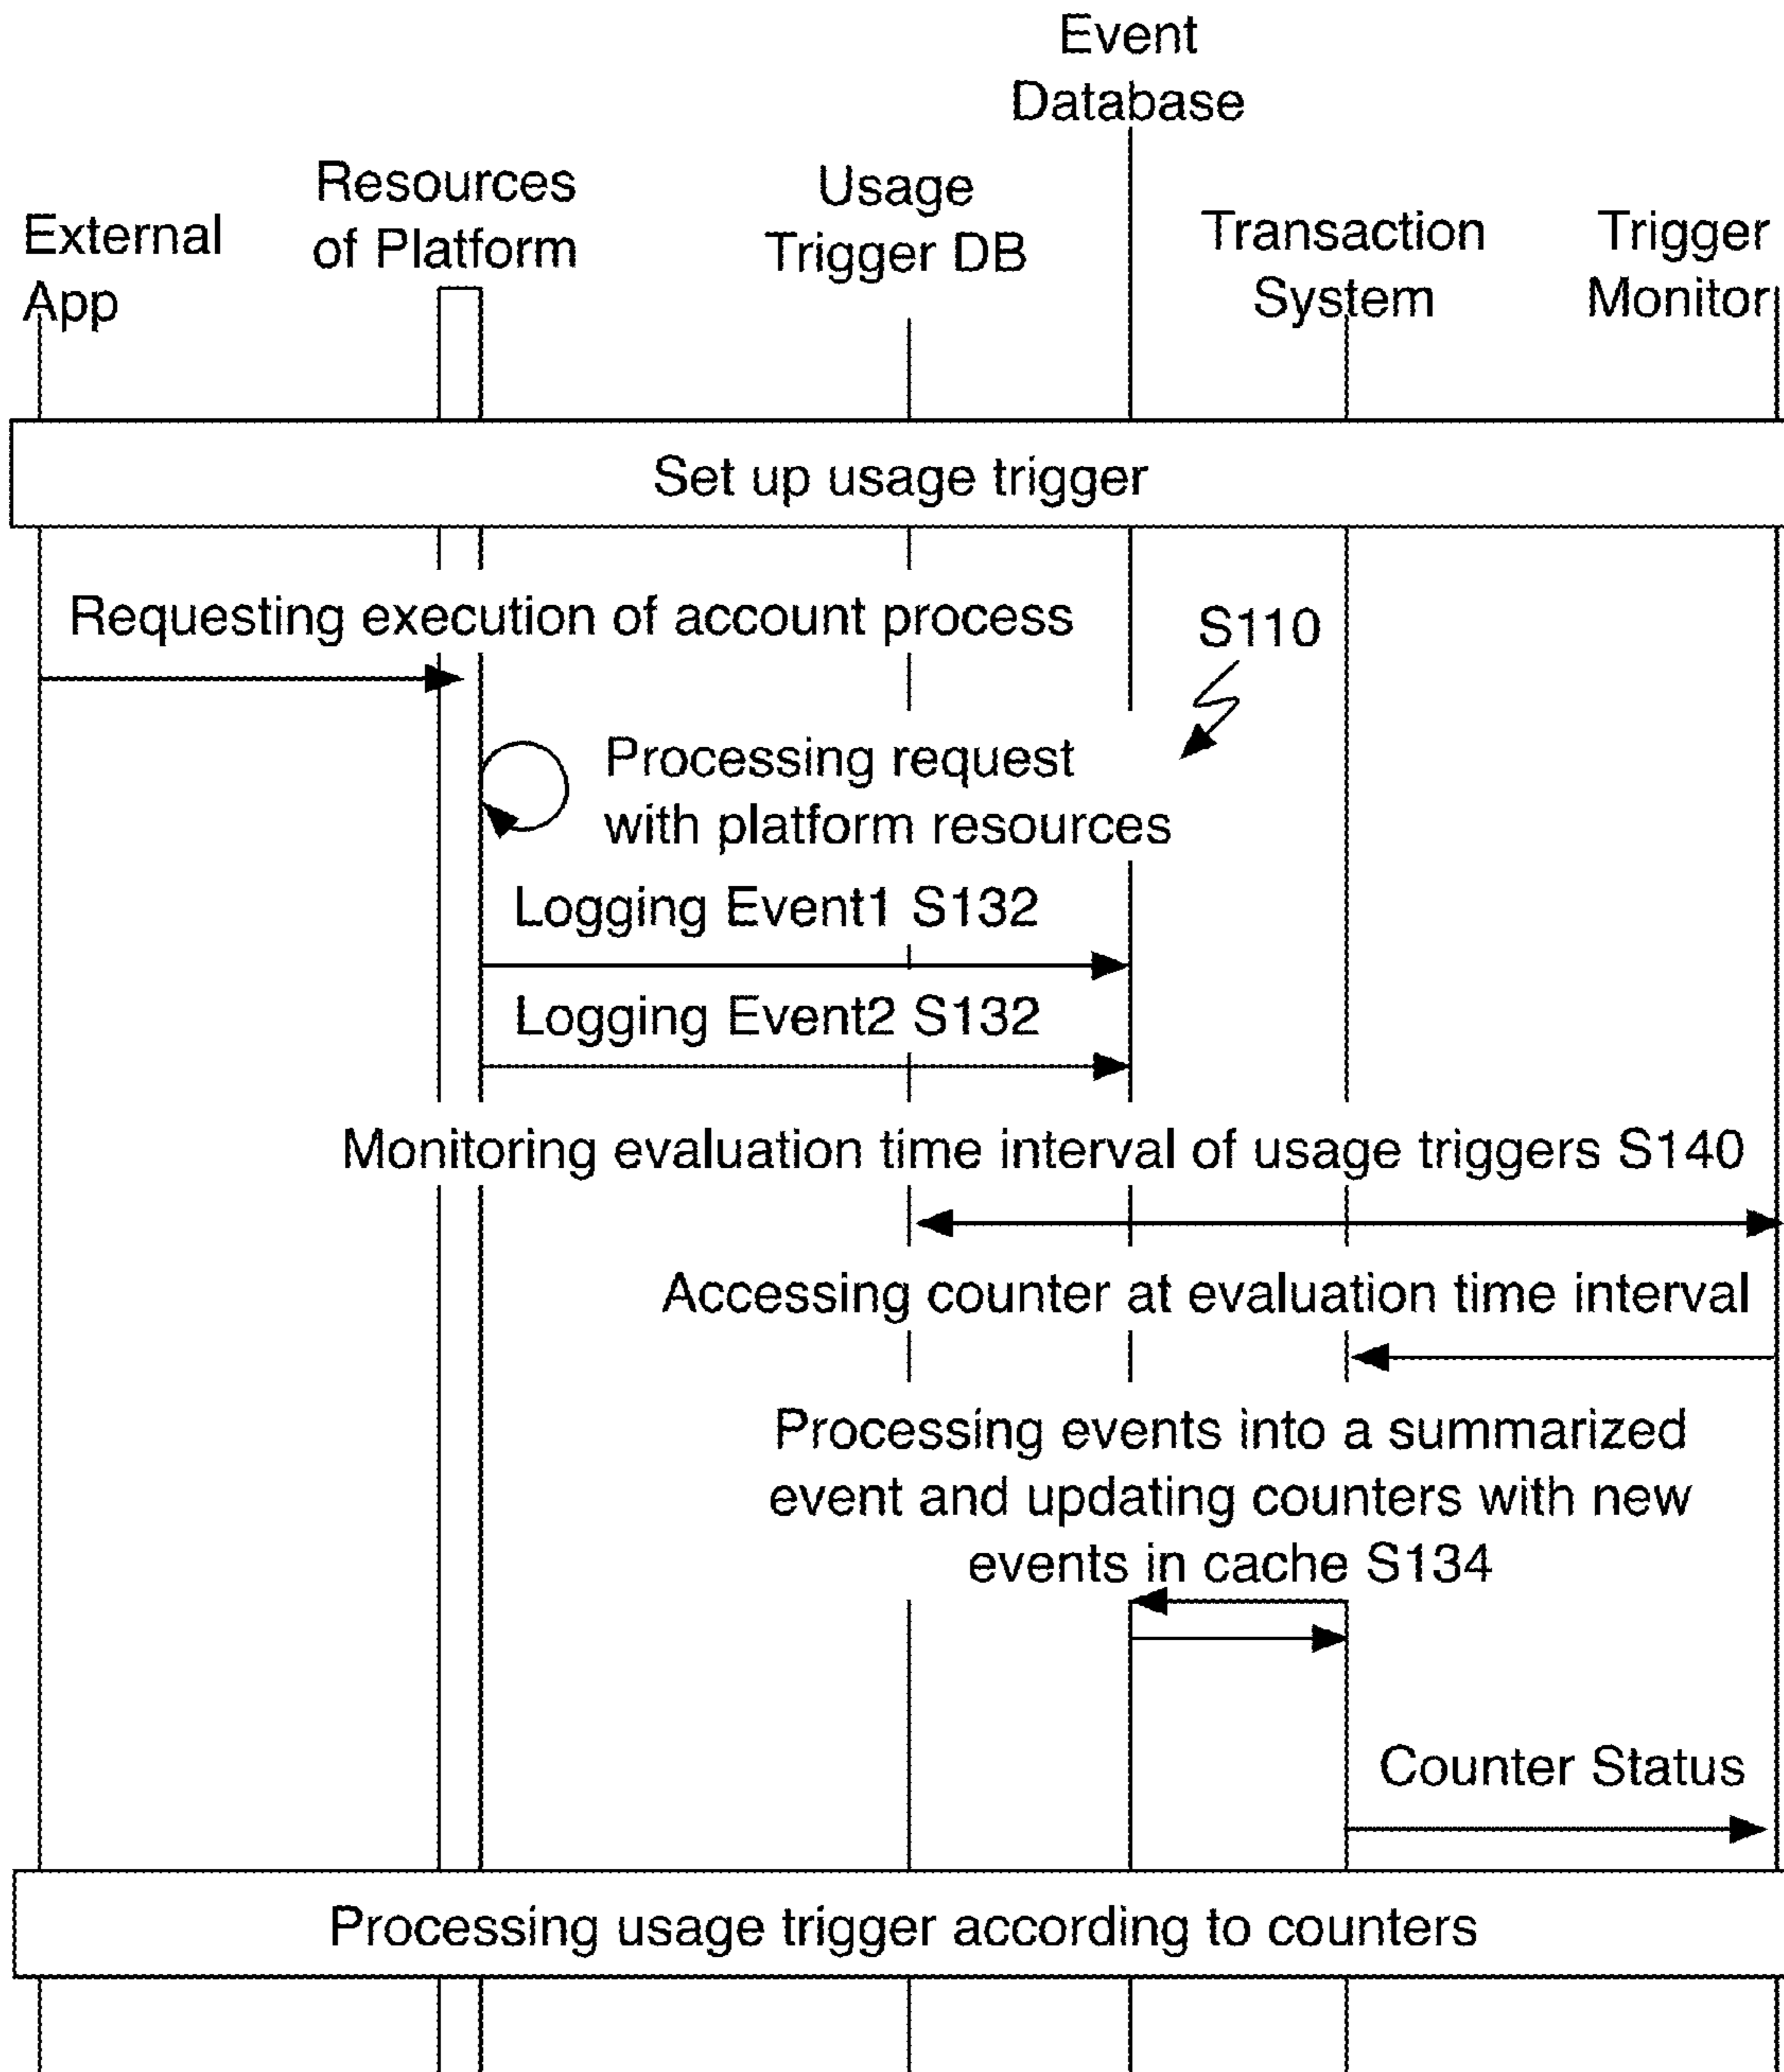 Event
Database
Resources
of Platform
Usage
Trigger DB
External
App
Transaction
System
Trigger
Monitor
Set up usage trigger
Requesting execution of account process
S110
Processing request
with platform resources
Logging Event1 S132
Logging Event2 S132
Monitoring evaluation time interval of usage triggers S140
Accessing counter at evaluation time interval
Processing events into a summarized
event and updating counters with new
events in cache S134
Counter Status
Processing usage trigger according to counters